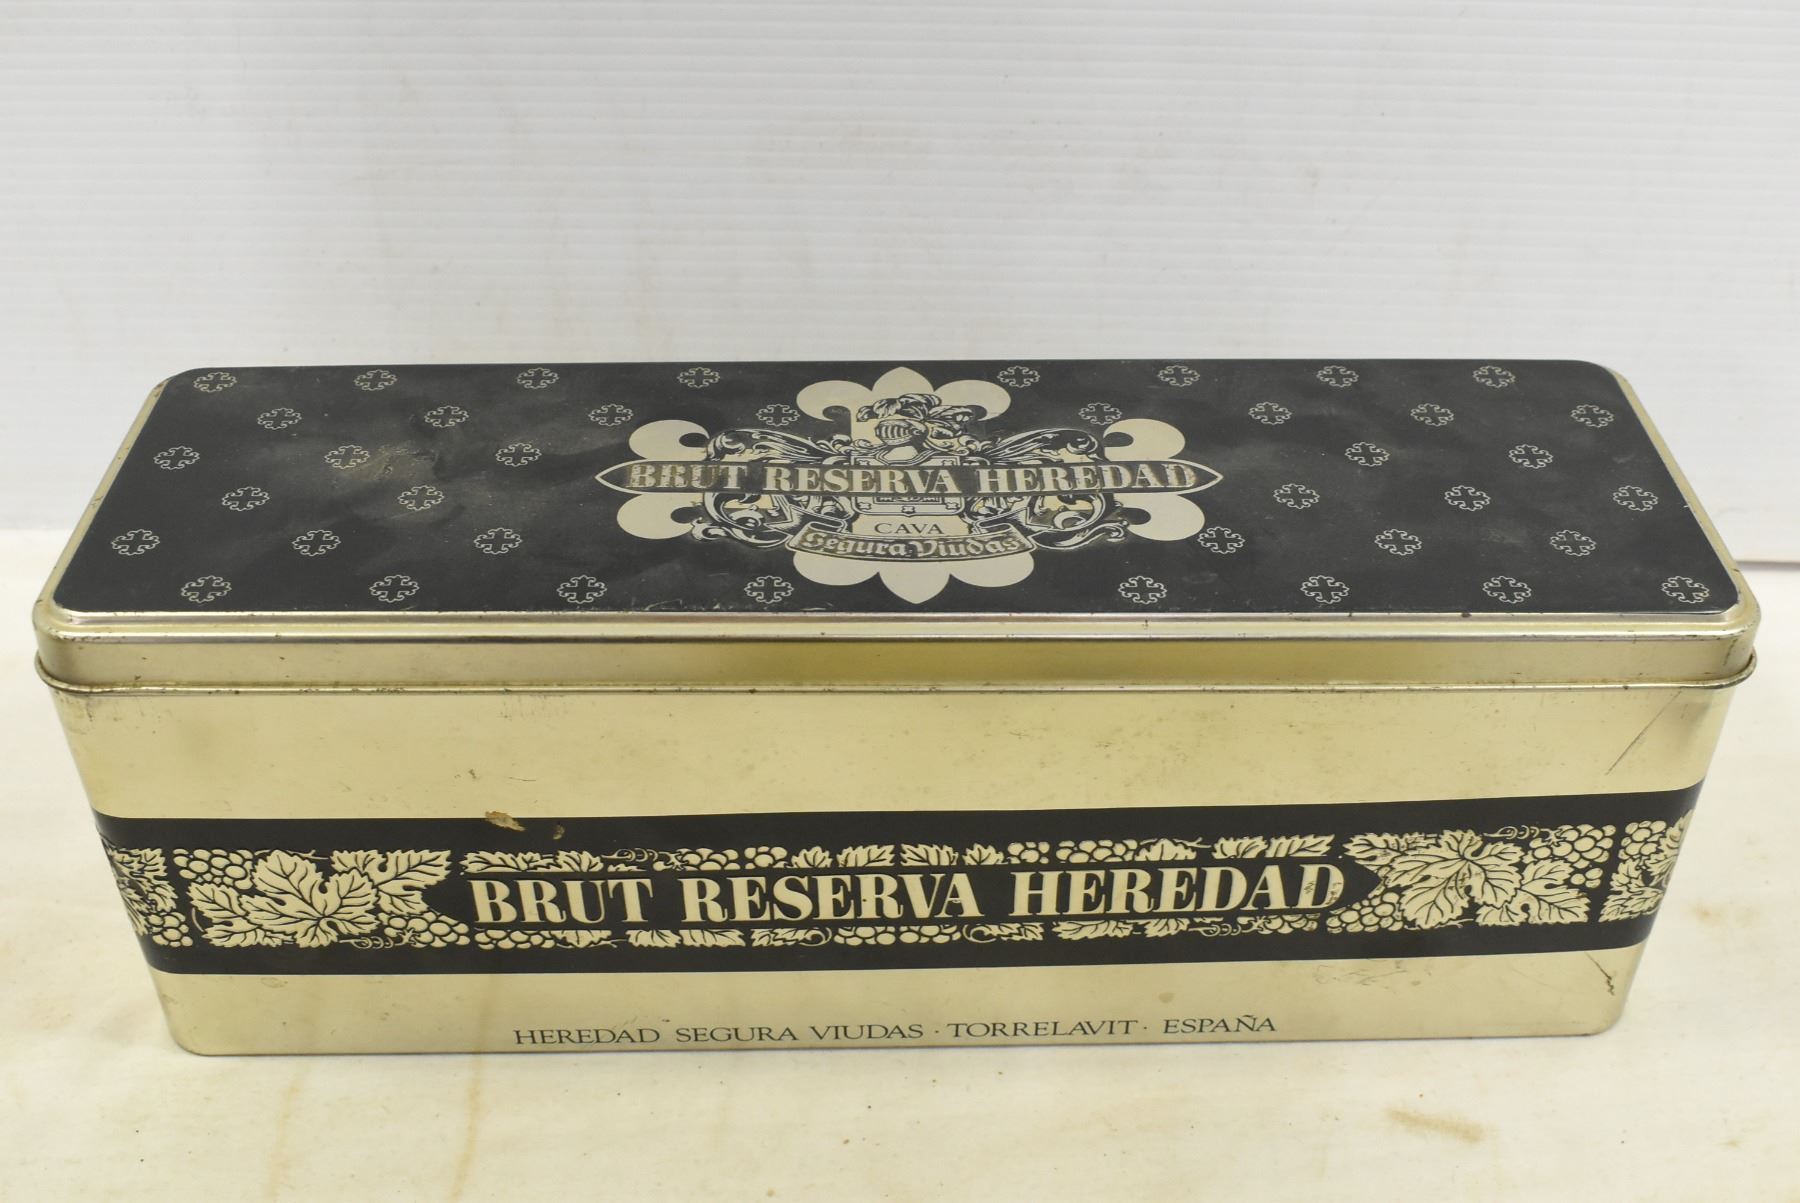 BRUT RESERVA HEREDAD
CAVA
Segura Viudas
BRUT RESERVA HEREDAD
HEREDAD SEGURA VIUDAS · TORRELAVIT · ESPAÑA